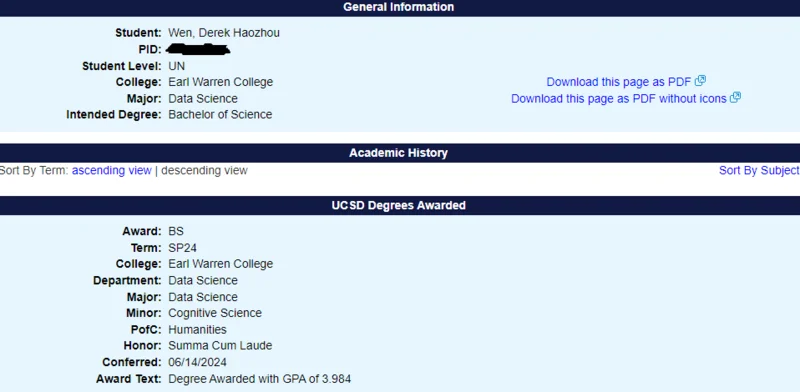 General Information
Student: Wen, Derek Haozhou
PID:
Student Level: UN
College: Earl Warren College
Download this page as PDF
Major: Data Science
Download this page as PDF without icons
Intended Degree: Bachelor of Science
Academic History
Sort By Term: ascending view | descending view
Sort By Subject
UCSD Degrees Awarded
Award: BS
Term: SP24
College: Earl Warren College
Department: Data Science
Major: Data Science
Minor: Cognitive Science
PofC: Humanities
Honor: Summa Cum Laude
Conferred: 06/14/2024
Award Text: Degree Awarded with GPA of 3.984